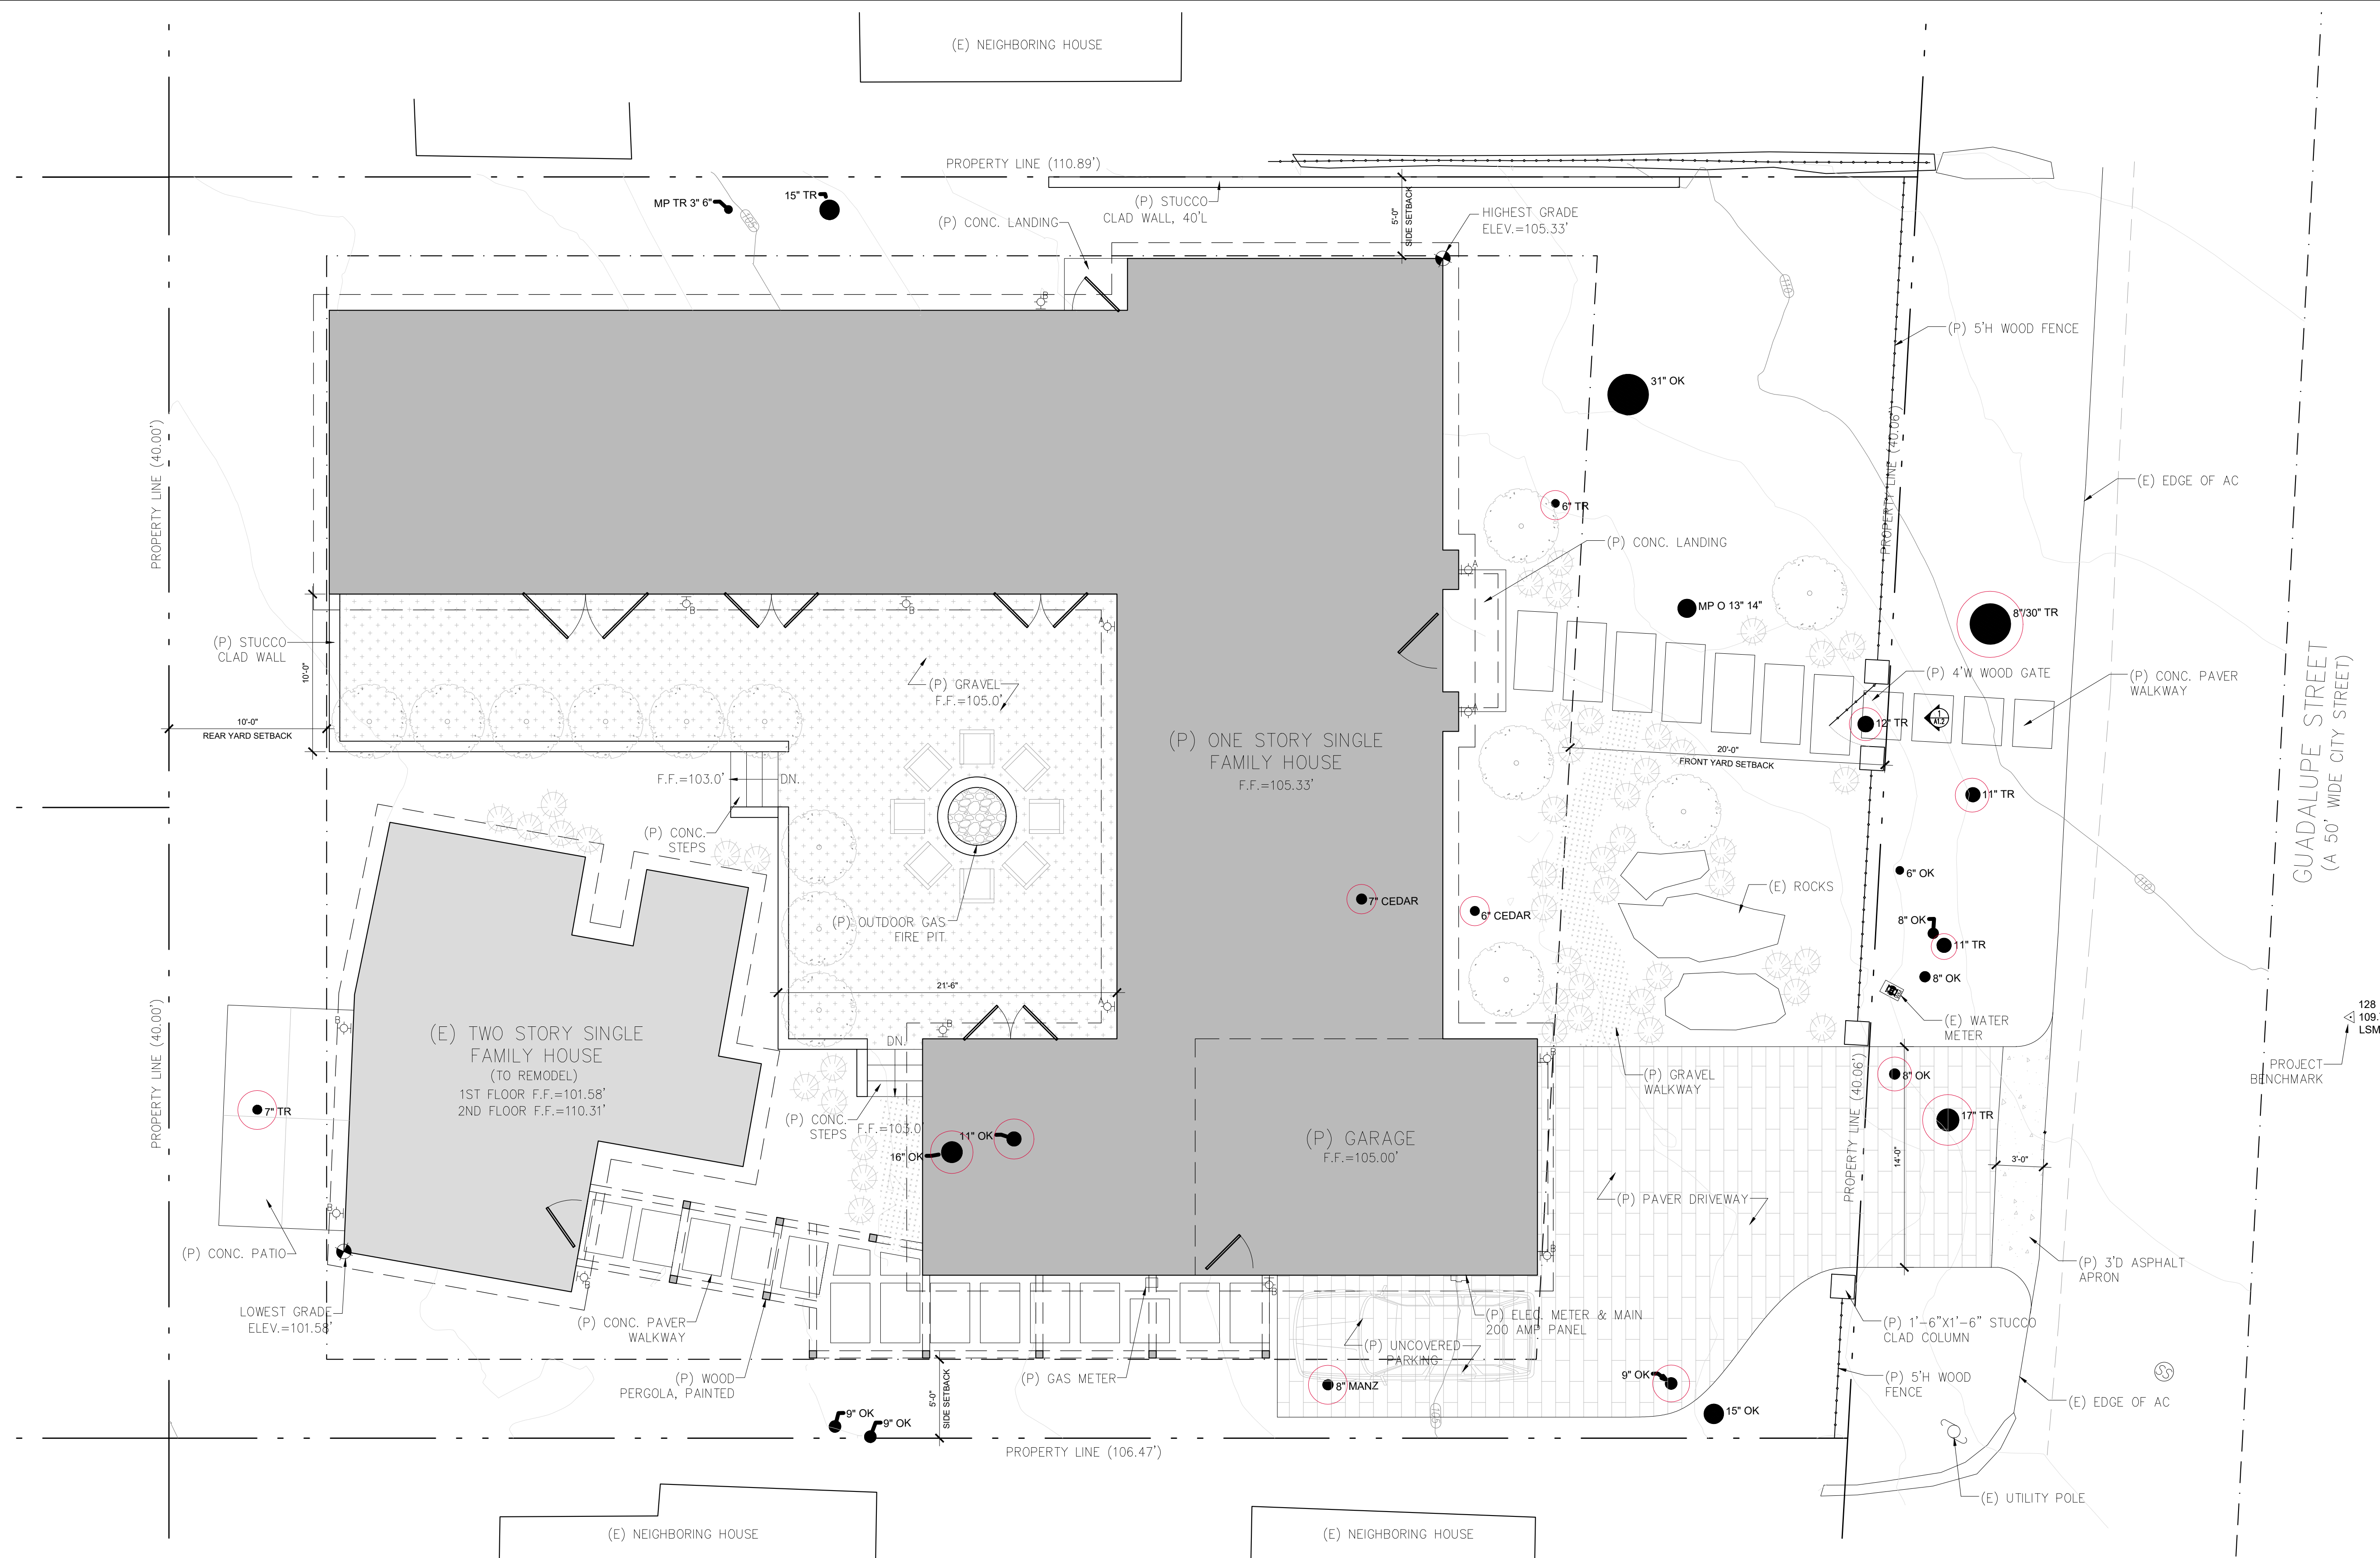 (E) NEIGHBORING HOUSE
PROPERTY LINE (110.89')
MP TR 3" 6"
15" TR
(P) STUCCO
CLAD WALL, 40'L
(P) CONC. LANDING
5'-0"
SIDE SETBACK
HIGHEST GRADE
ELEV.=105.33'
B
(P) 5'H WOOD FENCE
31" OK
PROPERTY LINE (40.00')
PROPERTY LINE (40.06')
(E) EDGE OF AC
6" TR
(P) CONC. LANDING
A
B
B
A
MP O 13" 14"
8"/30" TR
(P) STUCCO
CLAD WALL
10'-0"
(P) GRAVEL
F.F.=105.0'
(P) 4'W WOOD GATE
(P) CONC. PAVER
WALKWAY
GUADALUPE STREET
(A 50' WIDE CITY STREET)
10'-0"
REAR YARD SETBACK
A
12" TR
1
A1.2
(P) ONE STORY SINGLE
FAMILY HOUSE
F.F.=105.33'
20'-0"
FRONT YARD SETBACK
F.F.=103.0'
DN.
11" TR
(P) CONC.
STEPS
6" OK
(E) ROCKS
7" CEDAR
6" CEDAR
(P) OUTDOOR GAS
FIRE PIT
8" OK
11" TR
8" OK
21'-6"
A
B
B
(E) TWO STORY SINGLE
FAMILY HOUSE
(TO REMODEL)
1ST FLOOR F.F.=101.58'
2ND FLOOR F.F.=110.31'
DN.
(E) WATER
METER
128
109.
LSM
PROJECT
BENCHMARK
PROPERTY LINE (40.00')
PROPERTY LINE (40.06')
B
(P) GRAVEL
WALKWAY
8" OK
7" TR
17" TR
(P) CONC.
STEPS
F.F.=103.0'
11" OK
16" OK
(P) GARAGE
F.F.=105.00'
14'-0"
3'-0"
(P) PAVER DRIVEWAY
B
B
(P) CONC. PATIO
B
B
(P) 3'D ASPHALT
APRON
LOWEST GRADE
ELEV.=101.58'
(P) CONC. PAVER
WALKWAY
(P) ELEC. METER & MAIN
200 AMP PANEL
(P) 1'-6"X1'-6" STUCCO
CLAD COLUMN
(P) UNCOVERED
PARKING
(P) WOOD
PERGOLA, PAINTED
(P) GAS METER
8" MANZ
9" OK
(P) 5'H WOOD
FENCE
SS
(E) EDGE OF AC
5'-0"
SIDE SETBACK
9" OK
9" OK
105
15" OK
PROPERTY LINE (106.47')
(E) UTILITY POLE
(E) NEIGHBORING HOUSE
(E) NEIGHBORING HOUSE